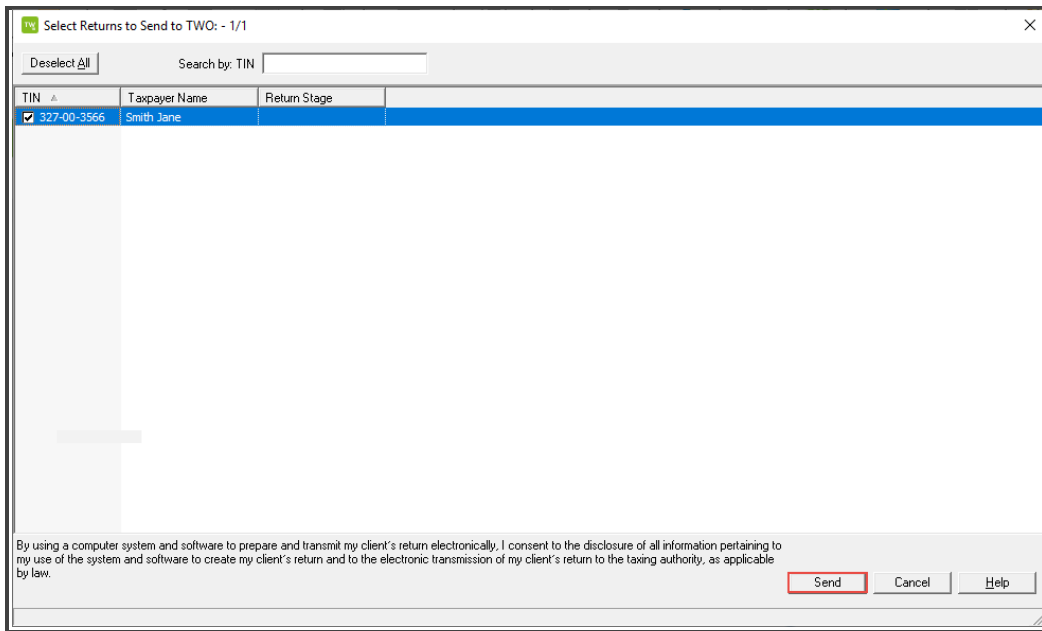 TW Select Returns to Send to TWO: - 1/1
Deselect All Search by: TIN
TIN Taxpayer Name Return Stage
327-00-3566 Smith Jane
By using a computer system and software to prepare and transmit my client's return electronically, I consent to the disclosure of all information pertaining to
my use of the system and software to create my client's return and to the electronic transmission of my client's return to the taxing authority, as applicable
by law.
Send Cancel Help